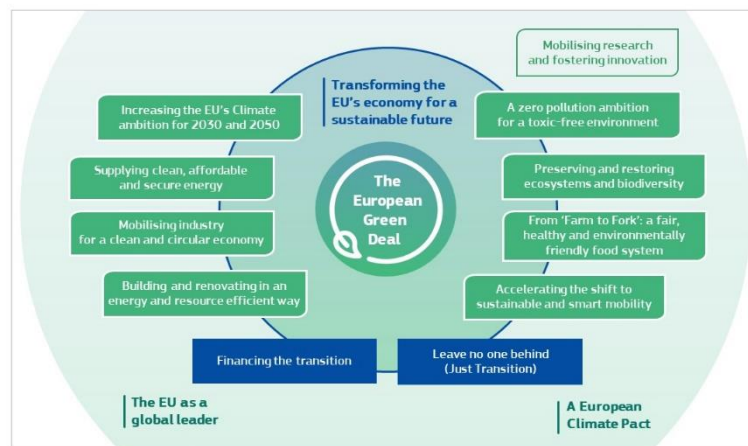 Mobilising research
and fostering innovation
Transforming the
EU's economy for a
sustainable future
Increasing the EU's Climate
ambition for 2030 and 2050
A zero pollution ambition
for a toxic-free environment
Supplying clean, affordable
and secure energy
Preserving and restoring
ecosystems and biodiversity
The
European
Green
Deal
Mobilising industry
for a clean and circular economy
From ‘Farm to Fork’: a fair,
healthy and environmentally
friendly food system
Building and renovating in an
energy and resource efficient way
Accelerating the shift to
sustainable and smart mobility
Financing the transition
Leave no one behind
(Just Transition)
The EU as a
global leader
A European
Climate Pact